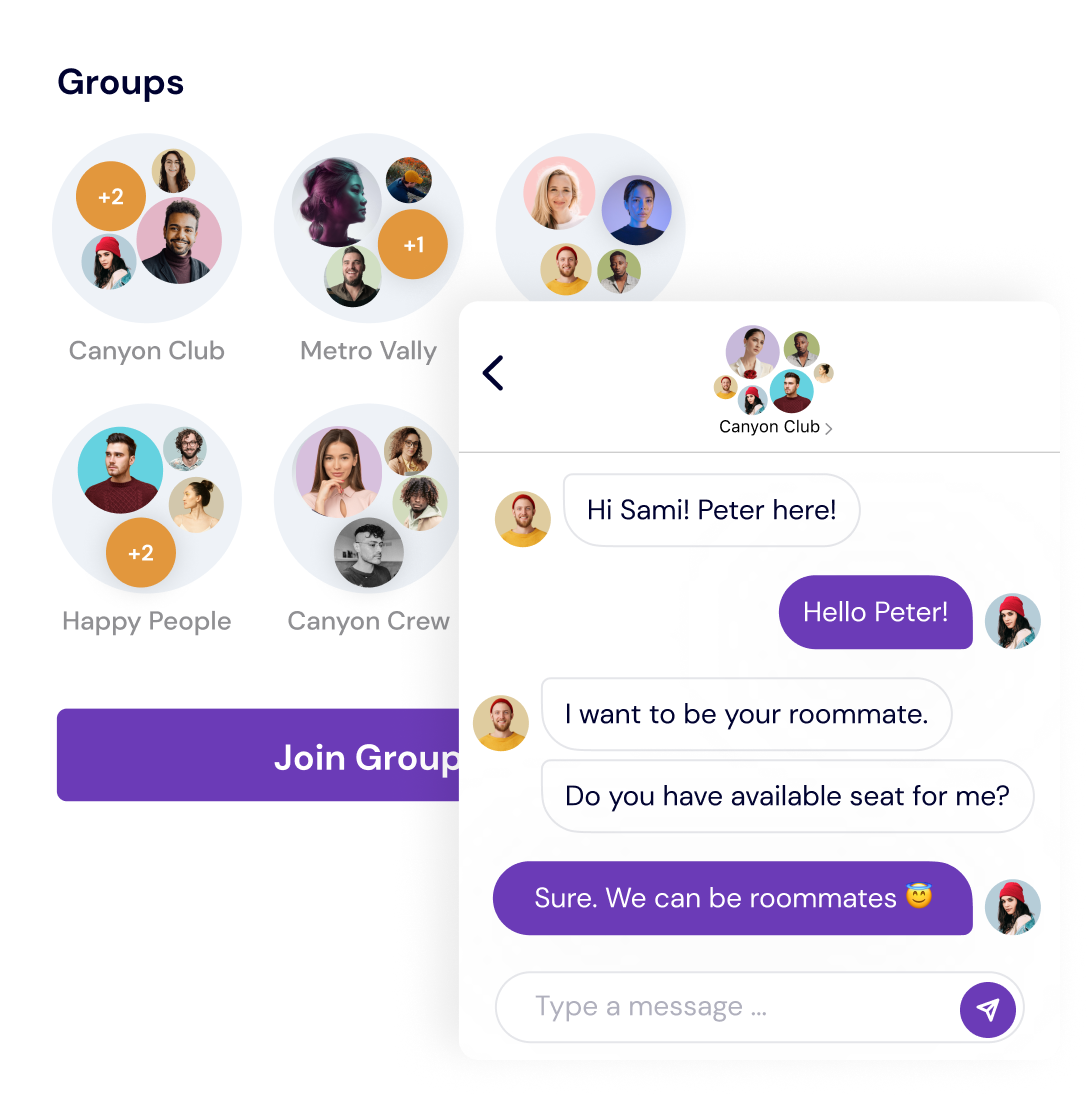 Groups
+2
+1
Canyon Club
Metro Vally
+2
Happy People
Canyon Crew
Join Group
Canyon Club
Hi Sami! Peter here!
Hello Peter!
I want to be your roommate.
Do you have available seat for me?
Sure. We can be roommates 😇
Type a message ...